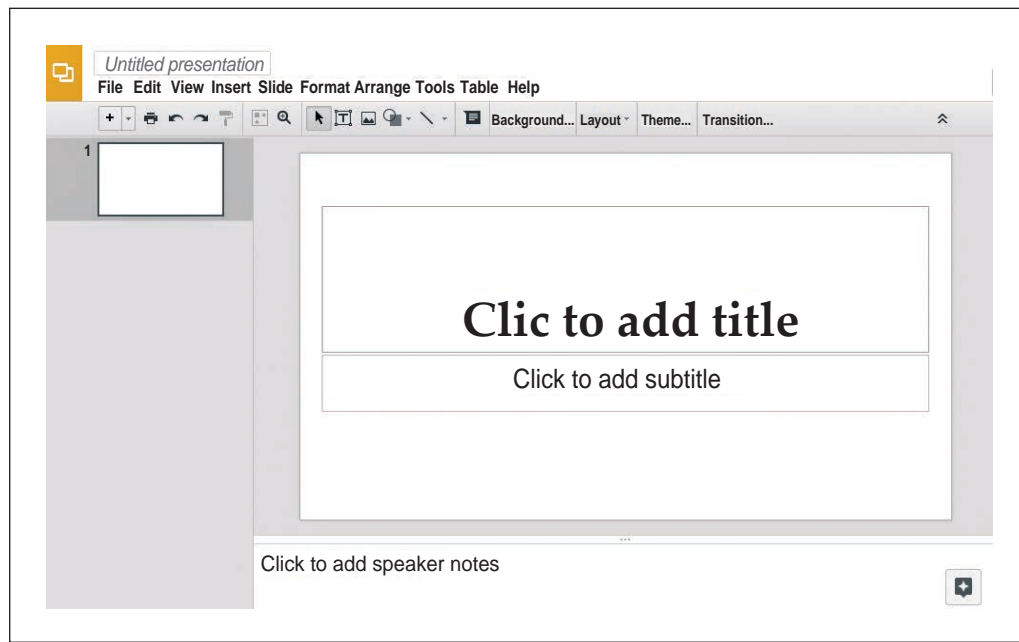 Untitled presentation
File Edit View Insert Slide Format Arrange Tools Table Help
Background... Layout Theme... Transition...
1
Clic to add title
Click to add subtitle
Click to add speaker notes